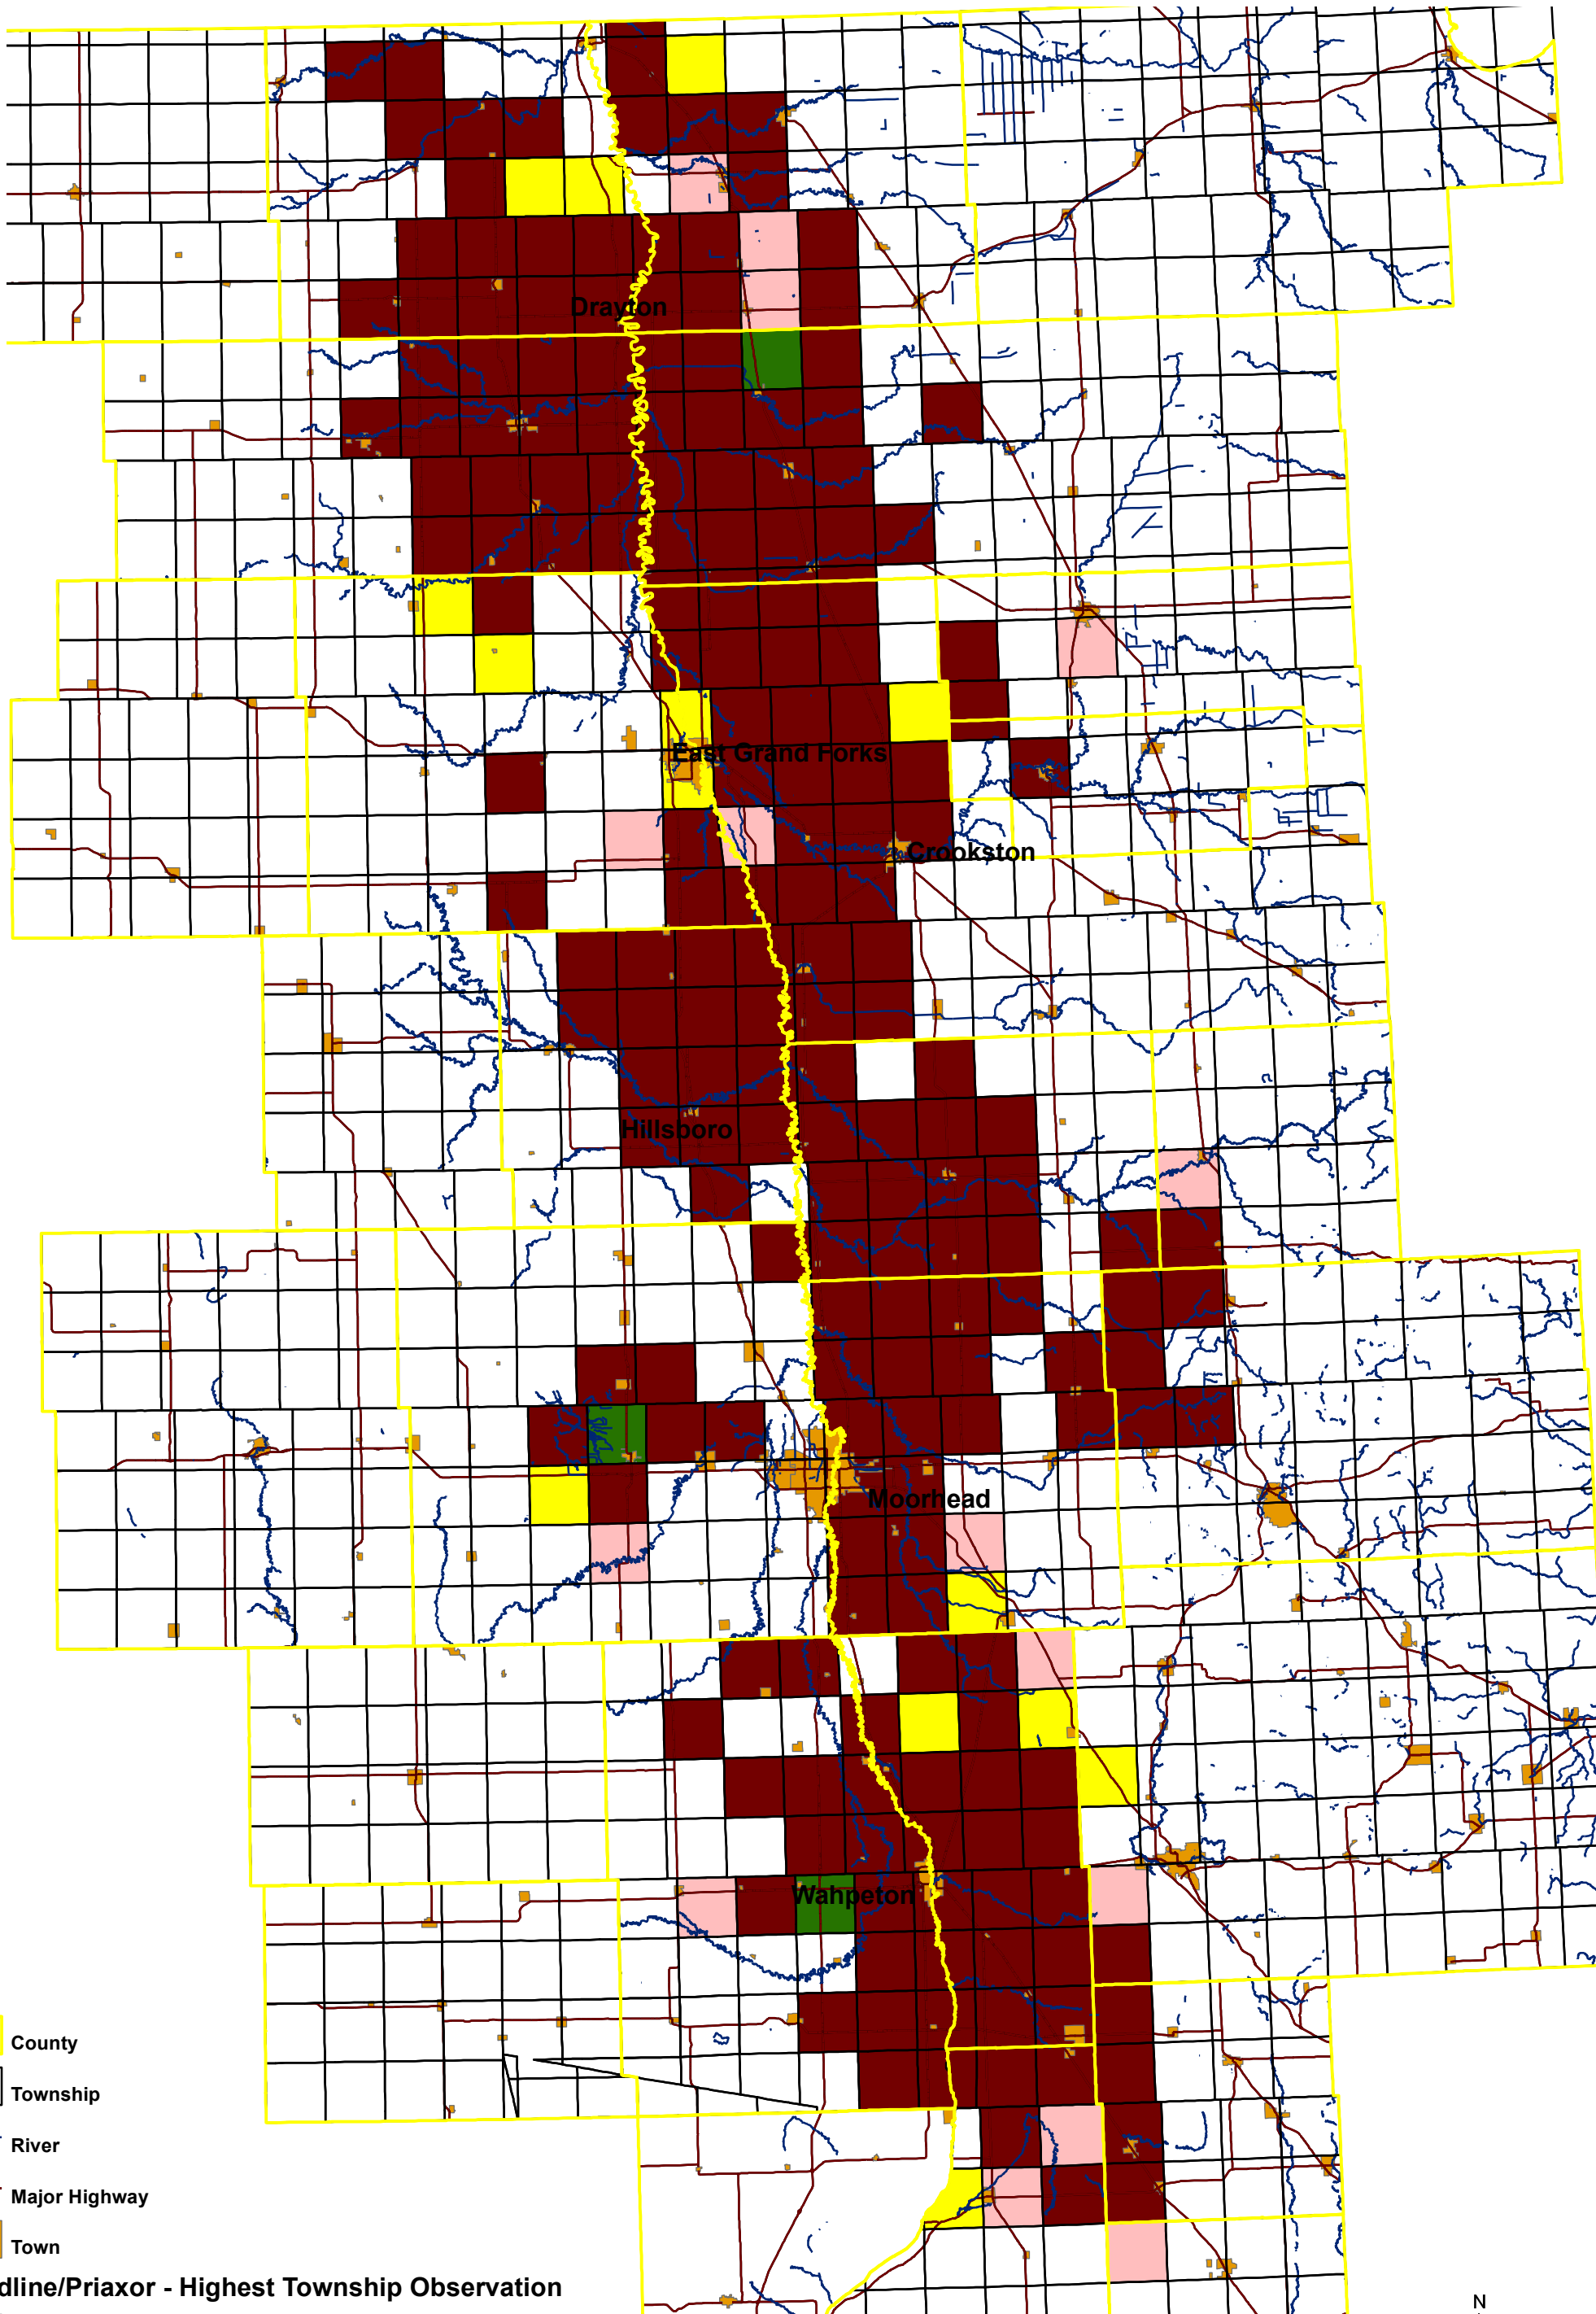 Drayton
East Grand Forks
Crookston
Hillsboro
Moorhead
Wahpeton
County
Township
River
Major Highway
Town
dline/Priaxor - Highest Township Observation
N